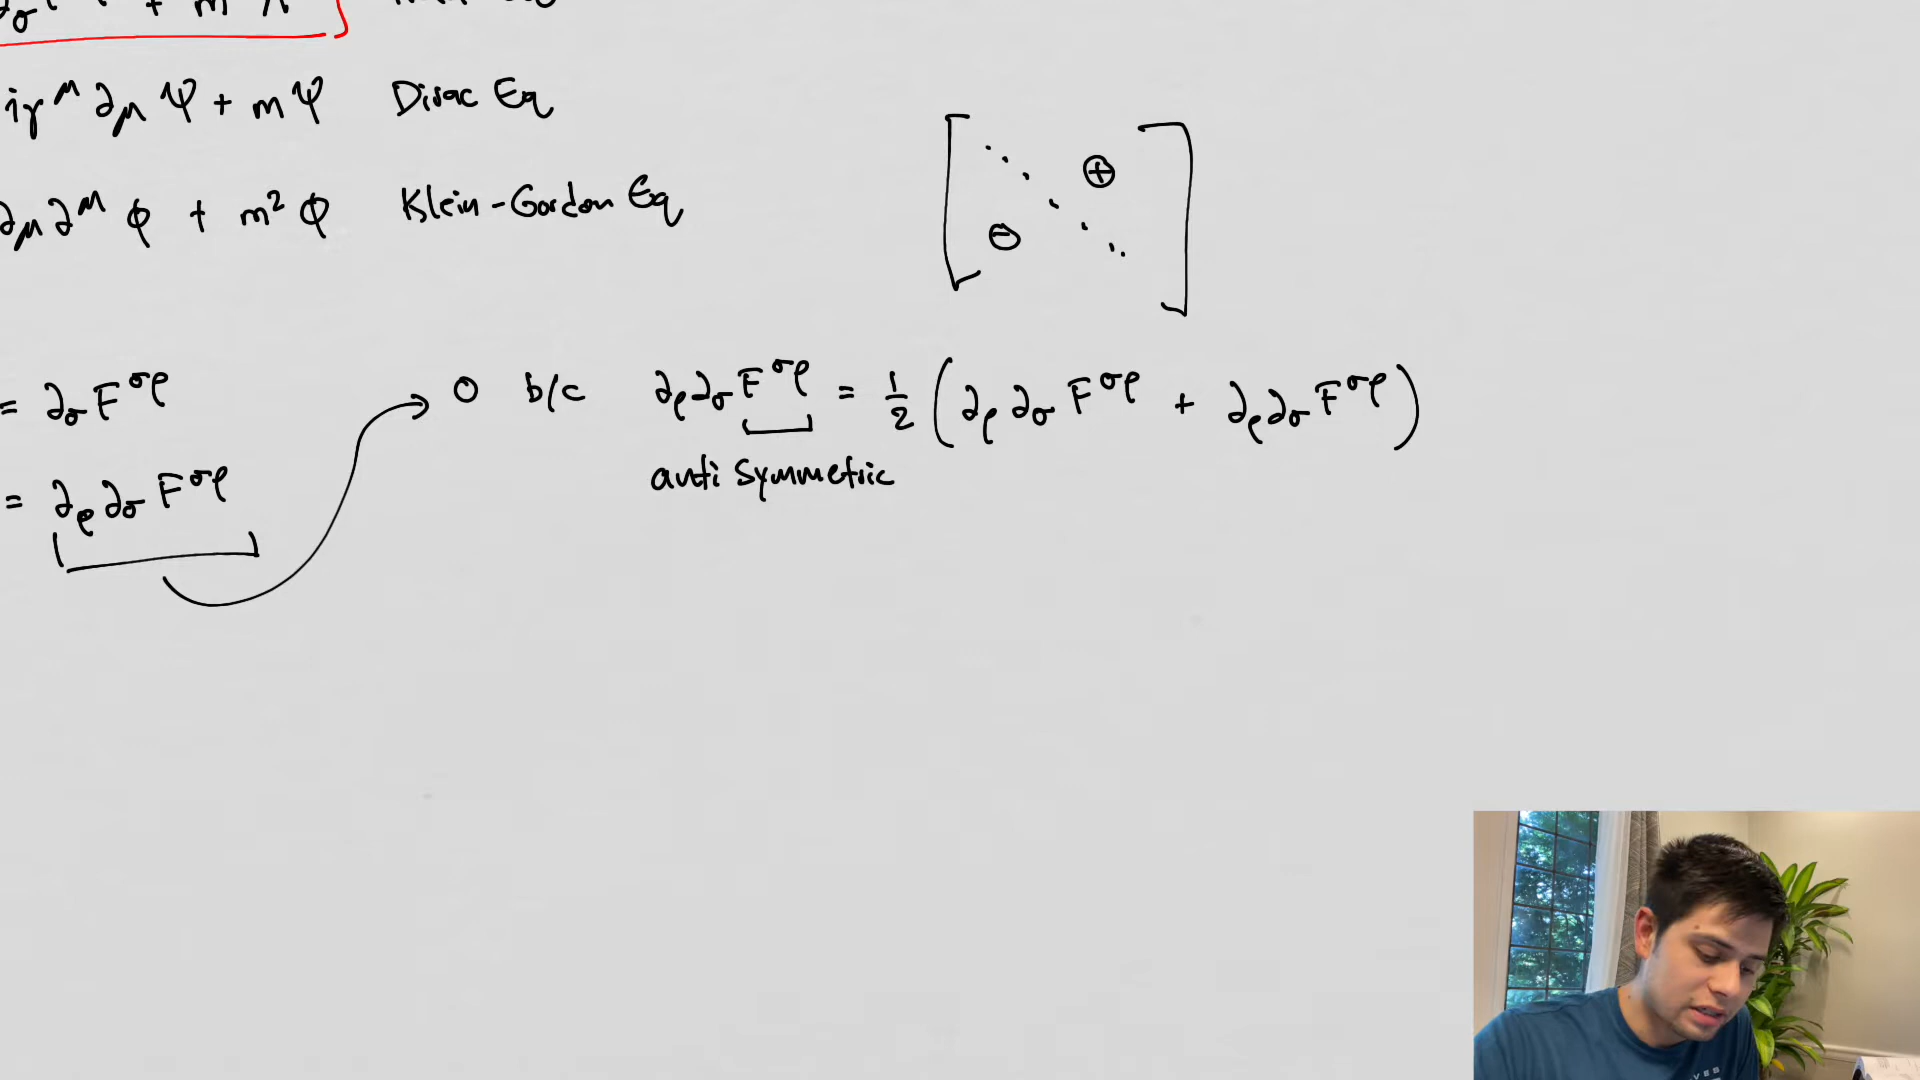 iγ^μ ∂_μ Ψ + mΨ Dirac Eq
∂_μ ∂^μ φ + m² φ Klein-Gordon Eq
⊕
⊖
= ∂_σ F^σρ
0 b/c ∂_ρ ∂_σ F^σρ = 1/2 (∂_ρ ∂_σ F^σρ + ∂_ρ ∂_σ F^σρ)
anti Symmetric
= ∂_ρ ∂_σ F^σρ